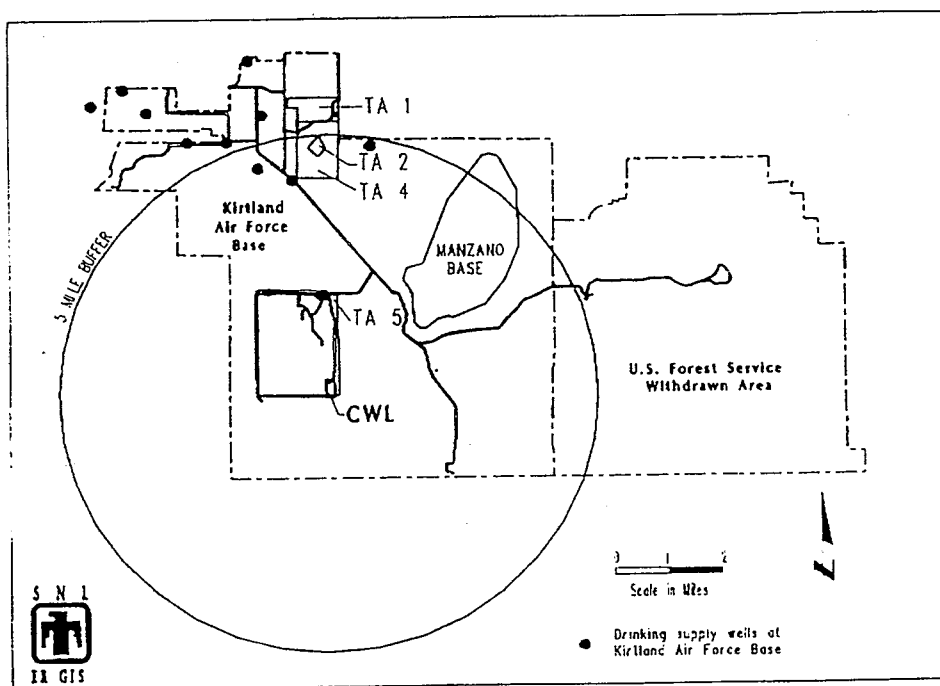 TA 1
TA 2
TA 4
Kirtland
Air Force
Base
MANZANO
BASE
5 MILE BUFFER
TA 5
U.S. Forest Service
Withdrawn Area
CWL
0 1 2
Scale in Miles
S N L
ER GIS
Drinking supply wells at
Kirtland Air Force Base